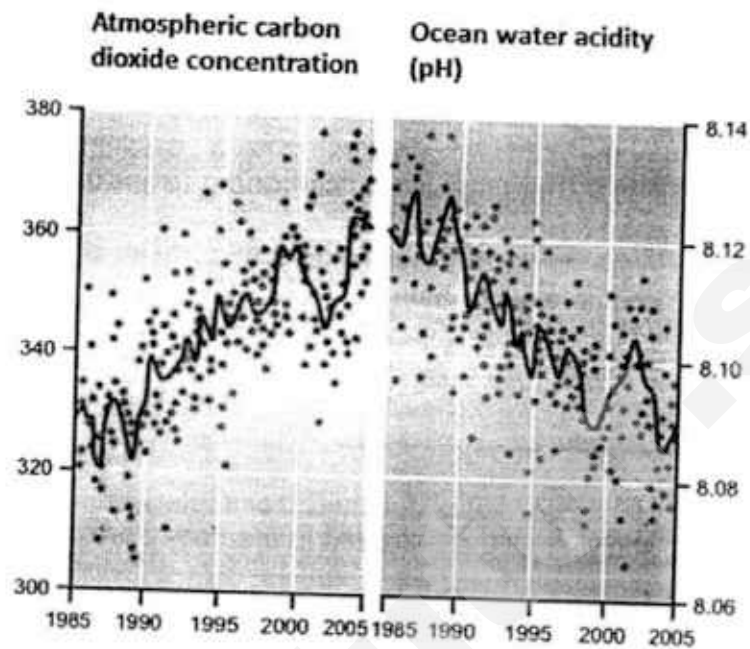 Atmospheric carbon
dioxide concentration
Ocean water acidity
(pH)
380
360
340
320
300
8.14
8.12
8.10
8.08
8.06
1985 1990 1995 2000 2005
1985 1990 1995 2000 2005